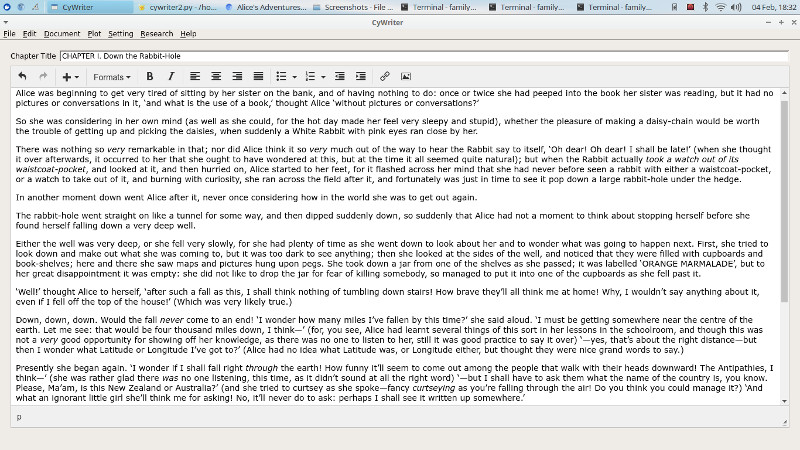 CyWriter
cywriter2.py - /ho...
Alice's Adventures...
Screenshots - File ...
Terminal - family...
Terminal - family...
Terminal - family...
04 Feb, 18:32
CyWriter
File Edit Document Plot Setting Research Help
Chapter Title CHAPTER I. Down the Rabbit-Hole
Formats B I
Alice was beginning to get very tired of sitting by her sister on the bank, and of having nothing to do: once or twice she had peeped into the book her sister was reading, but it had no
pictures or conversations in it, ‘and what is the use of a book,’ thought Alice ‘without pictures or conversations?’
So she was considering in her own mind (as well as she could, for the hot day made her feel very sleepy and stupid), whether the pleasure of making a daisy-chain would be worth
the trouble of getting up and picking the daisies, when suddenly a White Rabbit with pink eyes ran close by her.
There was nothing so very remarkable in that; nor did Alice think it so very much out of the way to hear the Rabbit say to itself, ‘Oh dear! Oh dear! I shall be late!’ (when she thought
it over afterwards, it occurred to her that she ought to have wondered at this, but at the time it all seemed quite natural); but when the Rabbit actually took a watch out of its
waistcoat-pocket, and looked at it, and then hurried on, Alice started to her feet, for it flashed across her mind that she had never before seen a rabbit with either a waistcoat-pocket,
or a watch to take out of it, and burning with curiosity, she ran across the field after it, and fortunately was just in time to see it pop down a large rabbit-hole under the hedge.
In another moment down went Alice after it, never once considering how in the world she was to get out again.
The rabbit-hole went straight on like a tunnel for some way, and then dipped suddenly down, so suddenly that Alice had not a moment to think about stopping herself before she
found herself falling down a very deep well.
Either the well was very deep, or she fell very slowly, for she had plenty of time as she went down to look about her and to wonder what was going to happen next. First, she tried to
look down and make out what she was coming to, but it was too dark to see anything; then she looked at the sides of the well, and noticed that they were filled with cupboards and
book-shelves; here and there she saw maps and pictures hung upon pegs. She took down a jar from one of the shelves as she passed; it was labelled ‘ORANGE MARMALADE’, but to
her great disappointment it was empty: she did not like to drop the jar for fear of killing somebody, so managed to put it into one of the cupboards as she fell past it.
‘Well!’ thought Alice to herself, ‘after such a fall as this, I shall think nothing of tumbling down stairs! How brave they’ll all think me at home! Why, I wouldn’t say anything about it,
even if I fell off the top of the house!’ (Which was very likely true.)
Down, down, down. Would the fall never come to an end! ‘I wonder how many miles I’ve fallen by this time?’ she said aloud. ‘I must be getting somewhere near the centre of the
earth. Let me see: that would be four thousand miles down, I think—’ (for, you see, Alice had learnt several things of this sort in her lessons in the schoolroom, and though this was
not a very good opportunity for showing off her knowledge, as there was no one to listen to her, still it was good practice to say it over) ‘—yes, that’s about the right distance—but
then I wonder what Latitude or Longitude I’ve got to?’ (Alice had no idea what Latitude was, or Longitude either, but thought they were nice grand words to say.)
Presently she began again. ‘I wonder if I shall fall right through the earth! How funny it’ll seem to come out among the people that walk with their heads downward! The Antipathies, I
think—’ (she was rather glad there was no one listening, this time, as it didn’t sound at all the right word) ‘—but I shall have to ask them what the name of the country is, you know.
Please, Ma’am, is this New Zealand or Australia?’ (and she tried to curtsey as she spoke—fancy curtseying as you’re falling through the air! Do you think you could manage it?) ‘And
what an ignorant little girl she’ll think me for asking! No, it’ll never do to ask: perhaps I shall see it written up somewhere.’
p